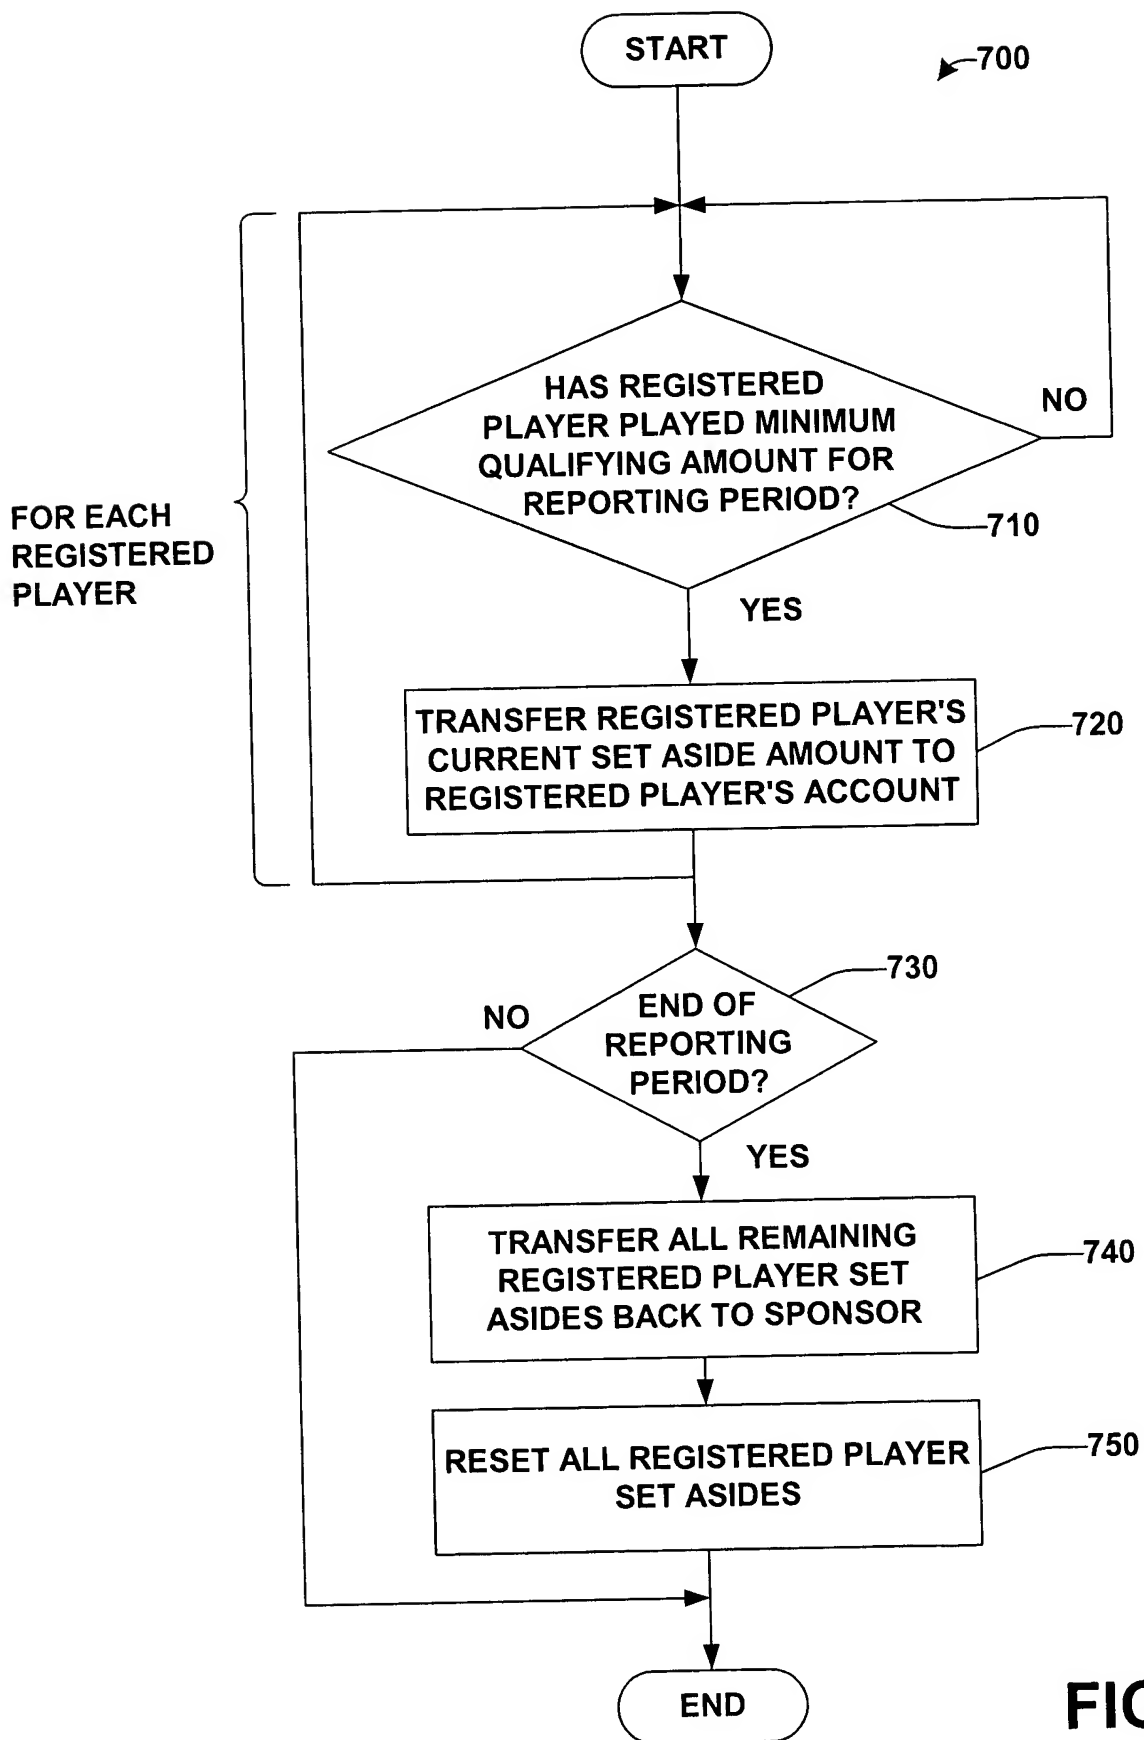 START
700
HAS REGISTERED
PLAYER PLAYED MINIMUM
QUALIFYING AMOUNT FOR
REPORTING PERIOD?
NO
710
FOR EACH
REGISTERED
PLAYER
YES
TRANSFER REGISTERED PLAYER'S
CURRENT SET ASIDE AMOUNT TO
REGISTERED PLAYER'S ACCOUNT
720
730
NO
END OF
REPORTING
PERIOD?
YES
TRANSFER ALL REMAINING
REGISTERED PLAYER SET
ASIDES BACK TO SPONSOR
740
RESET ALL REGISTERED PLAYER
SET ASIDES
750
END